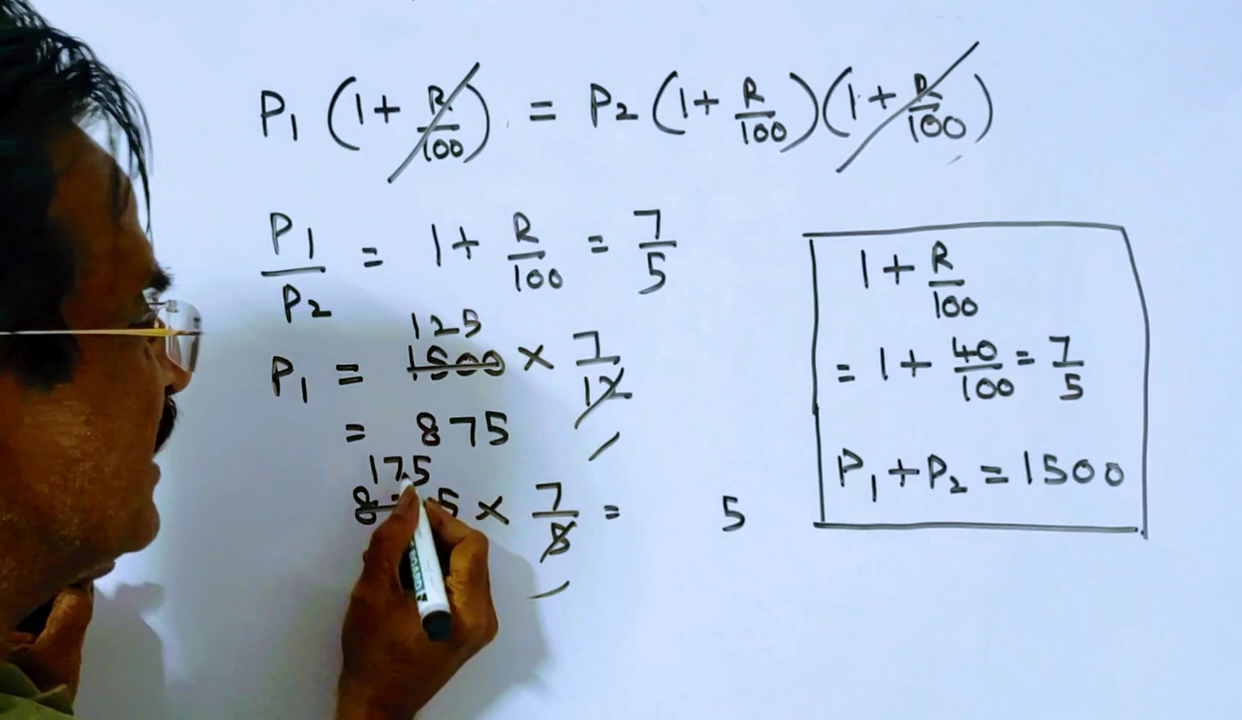 P₁ (1 + R/100) = P₂ (1 + R/100)(1 + R/100)
P₁/P₂ = 1 + R/100 = 7/5
125
P₁ = 1500 × 7/12
= 875
175
8 5 × 7/5 = 5
1 + R/100
= 1 + 40/100 = 7/5
P₁ + P₂ = 1500